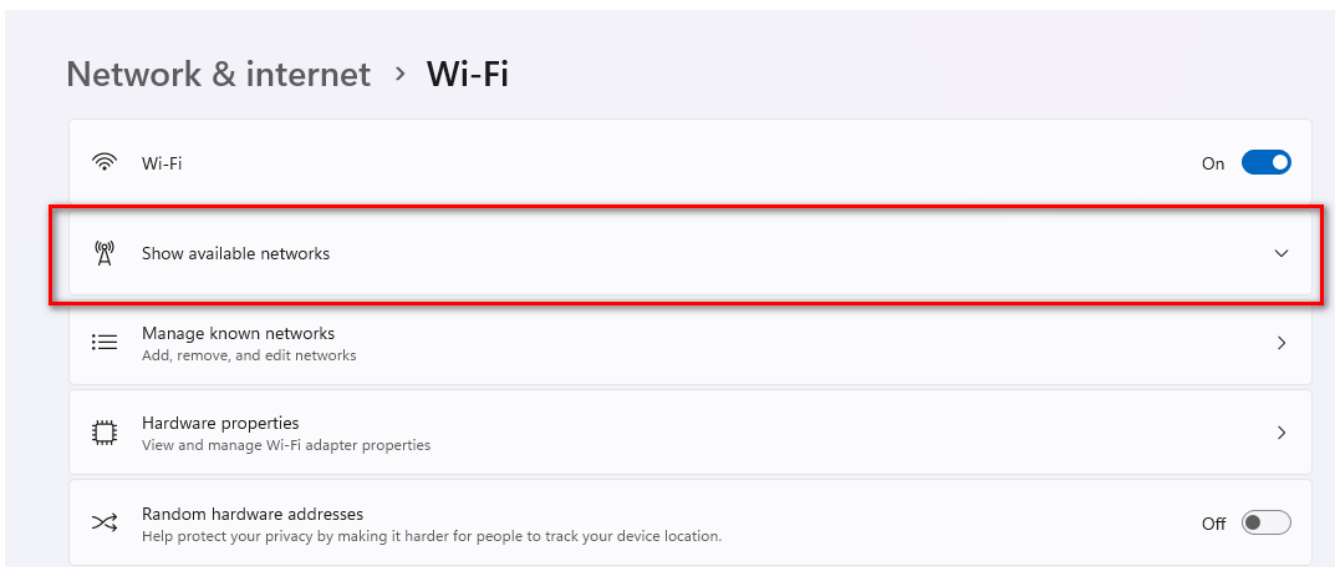 Network & internet > Wi-Fi
Wi-Fi
On
Show available networks
Manage known networks
Add, remove, and edit networks
Hardware properties
View and manage Wi-Fi adapter properties
Random hardware addresses
Help protect your privacy by making it harder for people to track your device location.
Off